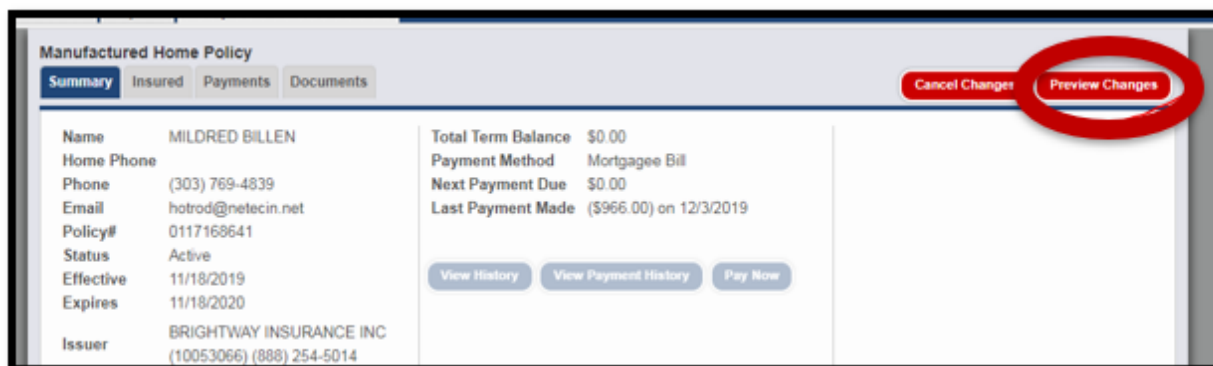 Manufactured Home Policy
Summary Insured Payments Documents
Cancel Changes Preview Changes
Name MILDRED BILLEN
Home Phone
Phone (303) 769-4839
Email hotrod@netecin.net
Policy# 0117168641
Status Active
Effective 11/18/2019
Expires 11/18/2020
Issuer BRIGHTWAY INSURANCE INC
(10053066) (888) 254-5014
Total Term Balance $0.00
Payment Method Mortgagee Bill
Next Payment Due $0.00
Last Payment Made ($966.00) on 12/3/2019
View History View Payment History Pay Now